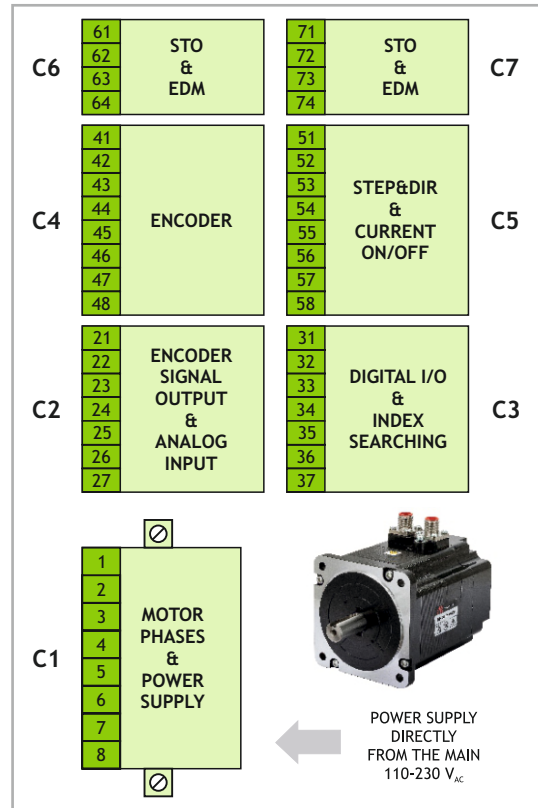 C6
61
62
63
64
STO
&
EDM
71
72
73
74
STO
&
EDM
C7
C4
41
42
43
44
45
46
47
48
ENCODER
51
52
53
54
55
56
57
58
STEP&DIR
&
CURRENT
ON/OFF
C5
C2
21
22
23
24
25
26
27
ENCODER
SIGNAL
OUTPUT
&
ANALOG
INPUT
31
32
33
34
35
36
37
DIGITAL I/O
&
INDEX
SEARCHING
C3
C1
1
2
3
4
5
6
7
8
MOTOR
PHASES
&
POWER
SUPPLY
POWER SUPPLY
DIRECTLY
FROM THE MAIN
110-230 VAC